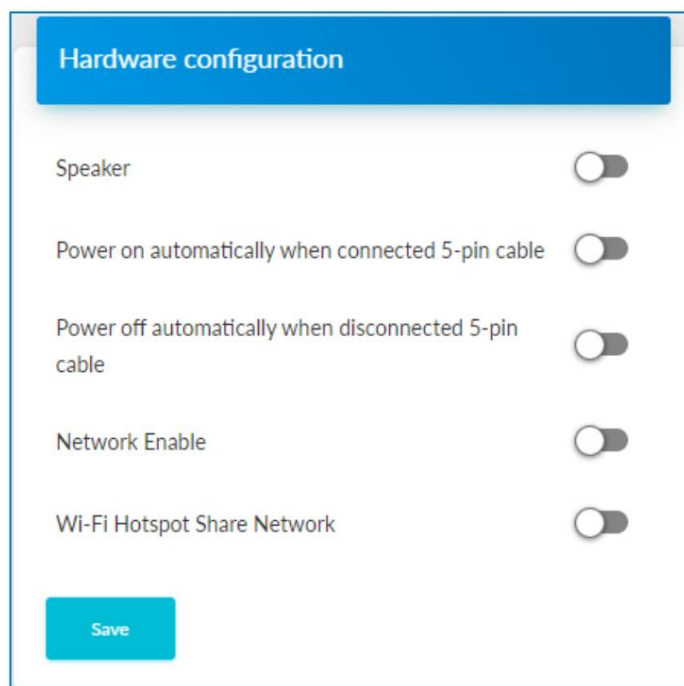 Hardware configuration
Speaker
Power on automatically when connected 5-pin cable
Power off automatically when disconnected 5-pin
cable
Network Enable
Wi-Fi Hotspot Share Network
Save